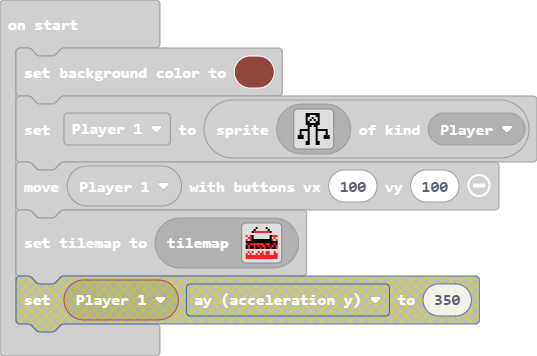 on start
set background color to
set Player 1 to sprite of kind Player
move Player 1 with buttons vx 100 vy 100
set tilemap to tilemap
set Player 1 ay (acceleration y) to 350